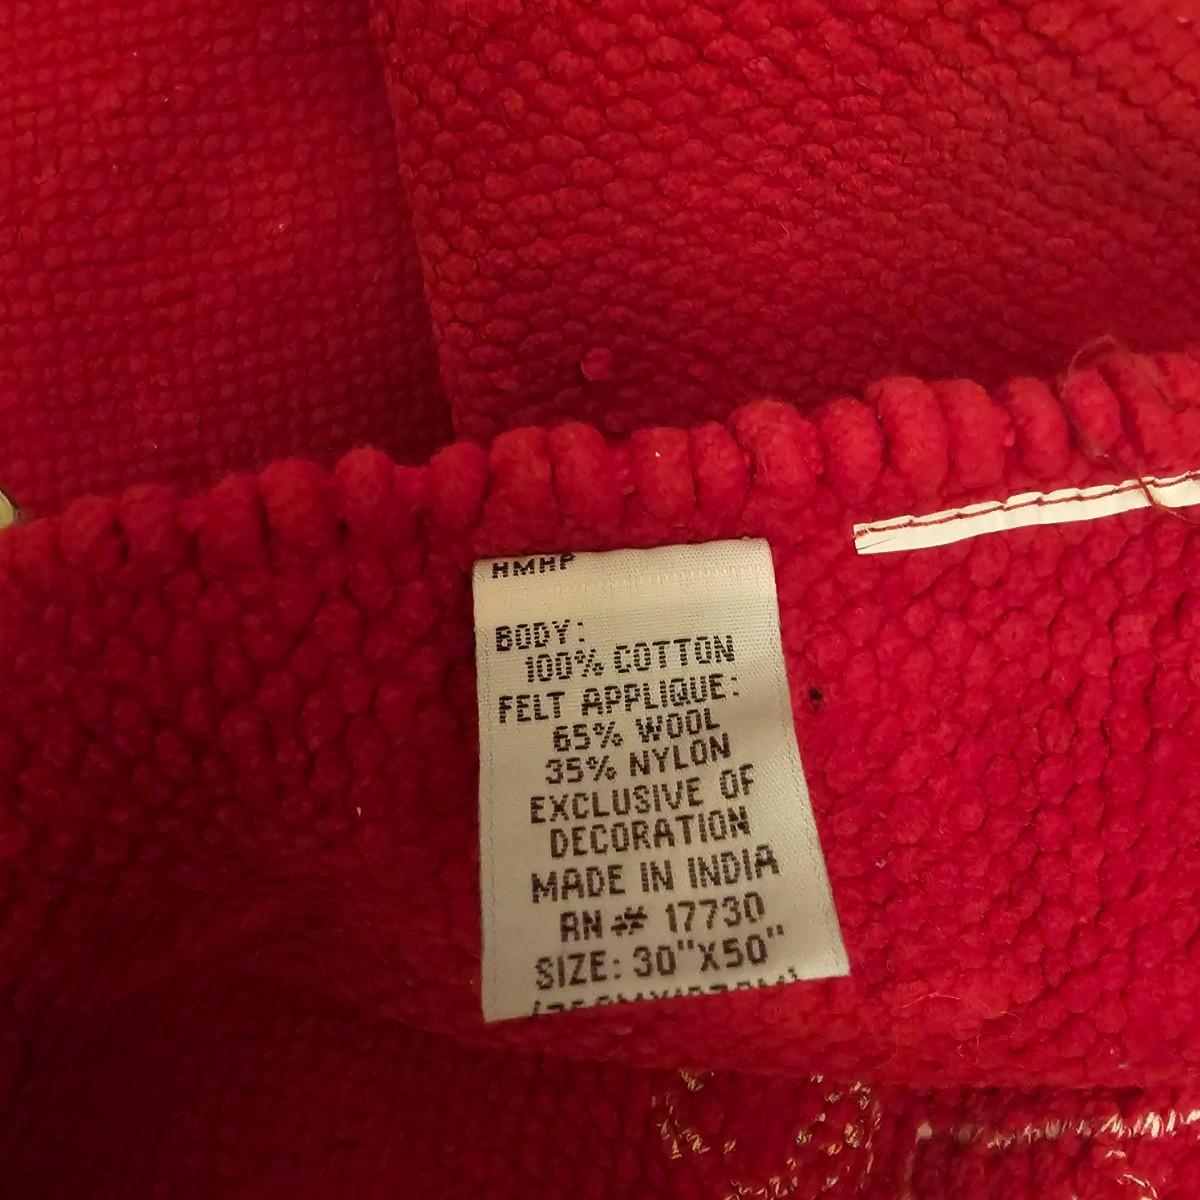 HMHP
BODY:
100% COTTON
FELT APPLIQUE:
65% WOOL
35% NYLON
EXCLUSIVE OF
DECORATION
MADE IN INDIA
RN# 17730
SIZE: 30"X50"